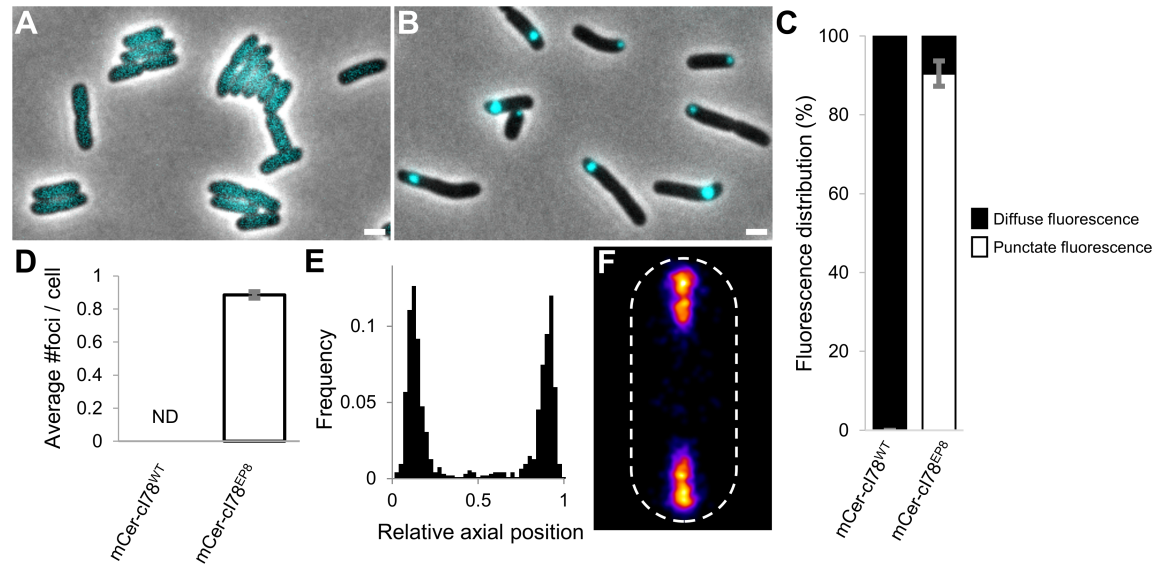 A
B
C
100
80
60
40
20
0
Fluorescence distribution (%)
mCer-cI78WT
mCer-cI78EP8
Diffuse fluorescence
Punctate fluorescence
D
1
0.8
0.6
0.4
0.2
0
Average #foci / cell
ND
mCer-cI78WT
mCer-cI78EP8
E
0.1
0.05
0
Frequency
0
0.5
1
Relative axial position
F